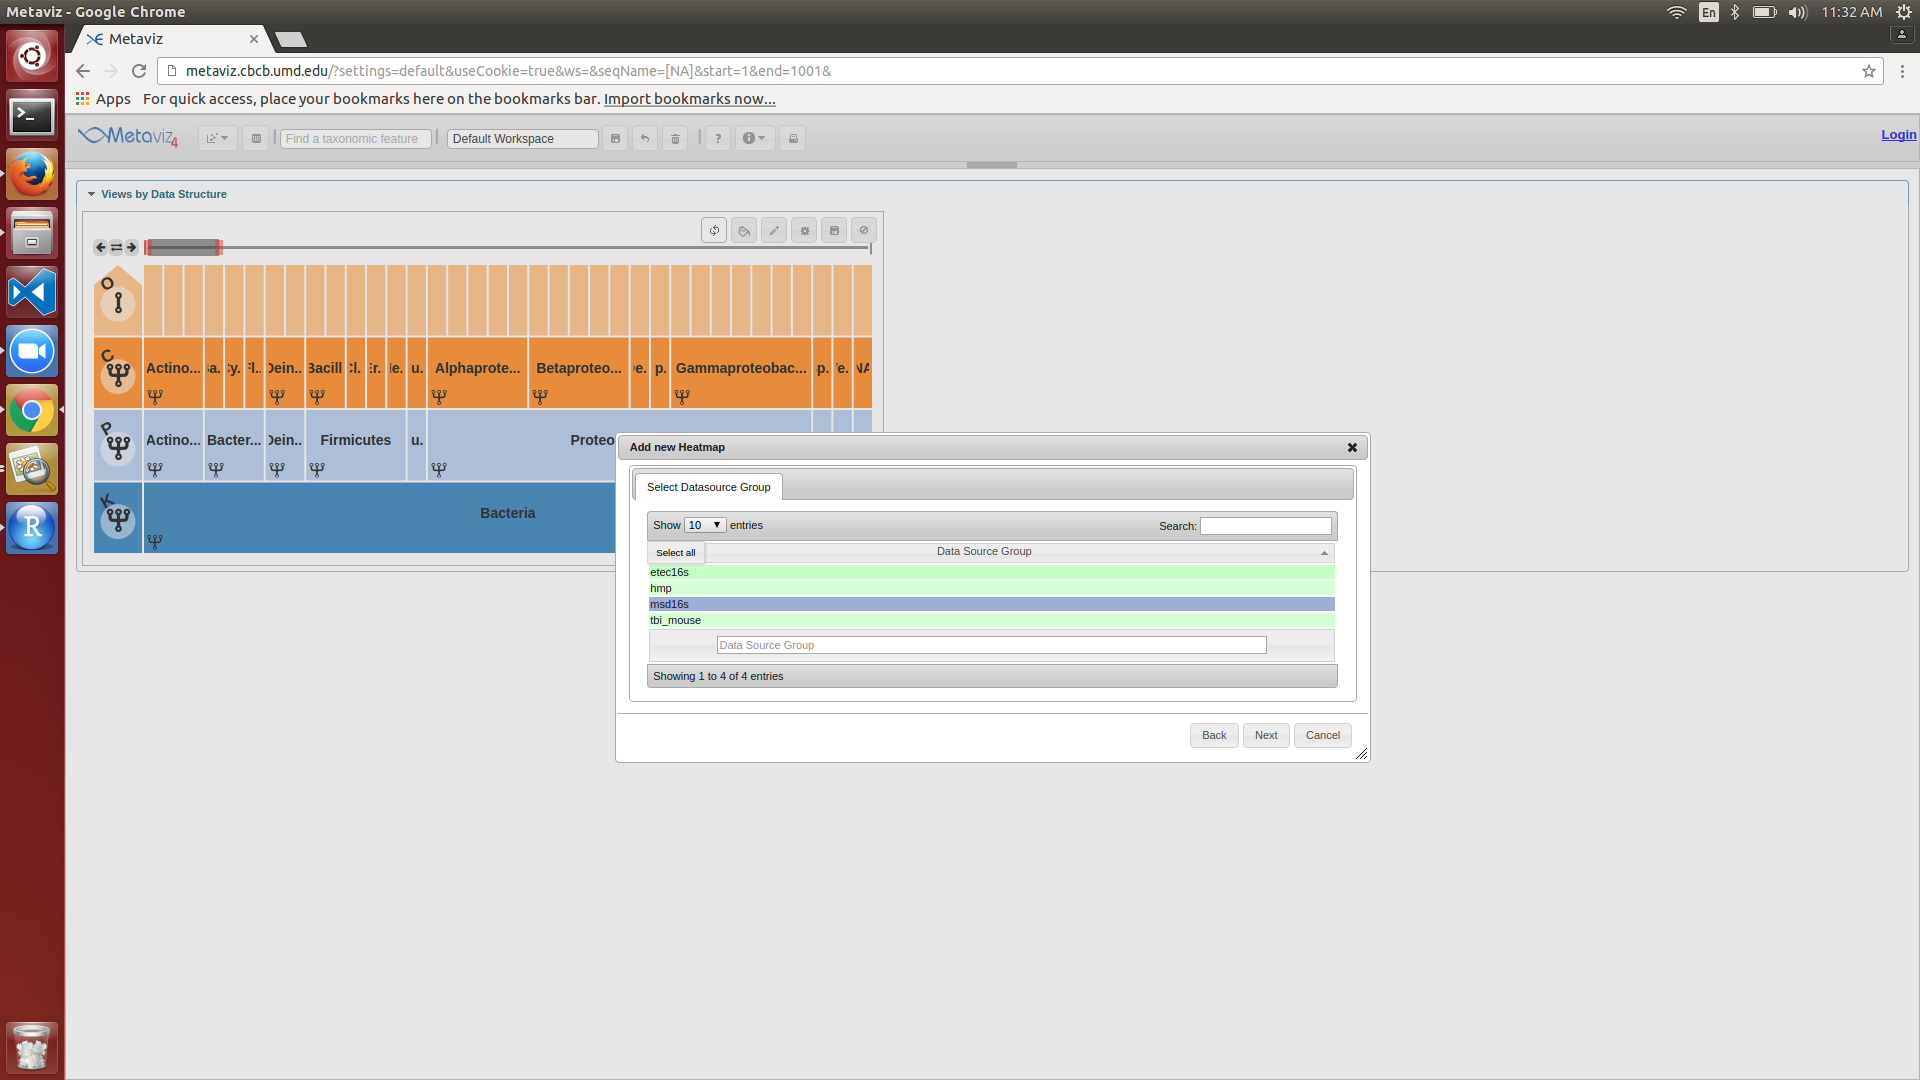 Metaviz - Google Chrome
En
11:32 AM
Metaviz
metaviz.cbcb.umd.edu/?settings=default&useCookie=true&ws=&seqName=[NA]&start=1&end=1001&
Apps For quick access, place your bookmarks here on the bookmarks bar. Import bookmarks now...
Metaviz 4
Find a taxonomic feature
Default Workspace
?
Login
Views by Data Structure
O
C Actino... Dein.. Bacill Alphaprote... Betaproteo... Gammaproteobac... NA
P Actino... Bacter... Dein.. Firmicutes u. Proteo
K Bacteria
Add new Heatmap
Select Datasource Group
Show 10 entries
Search:
Select all
Data Source Group
etec16s
hmp
msd16s
tbi_mouse
Data Source Group
Showing 1 to 4 of 4 entries
Back Next Cancel
R